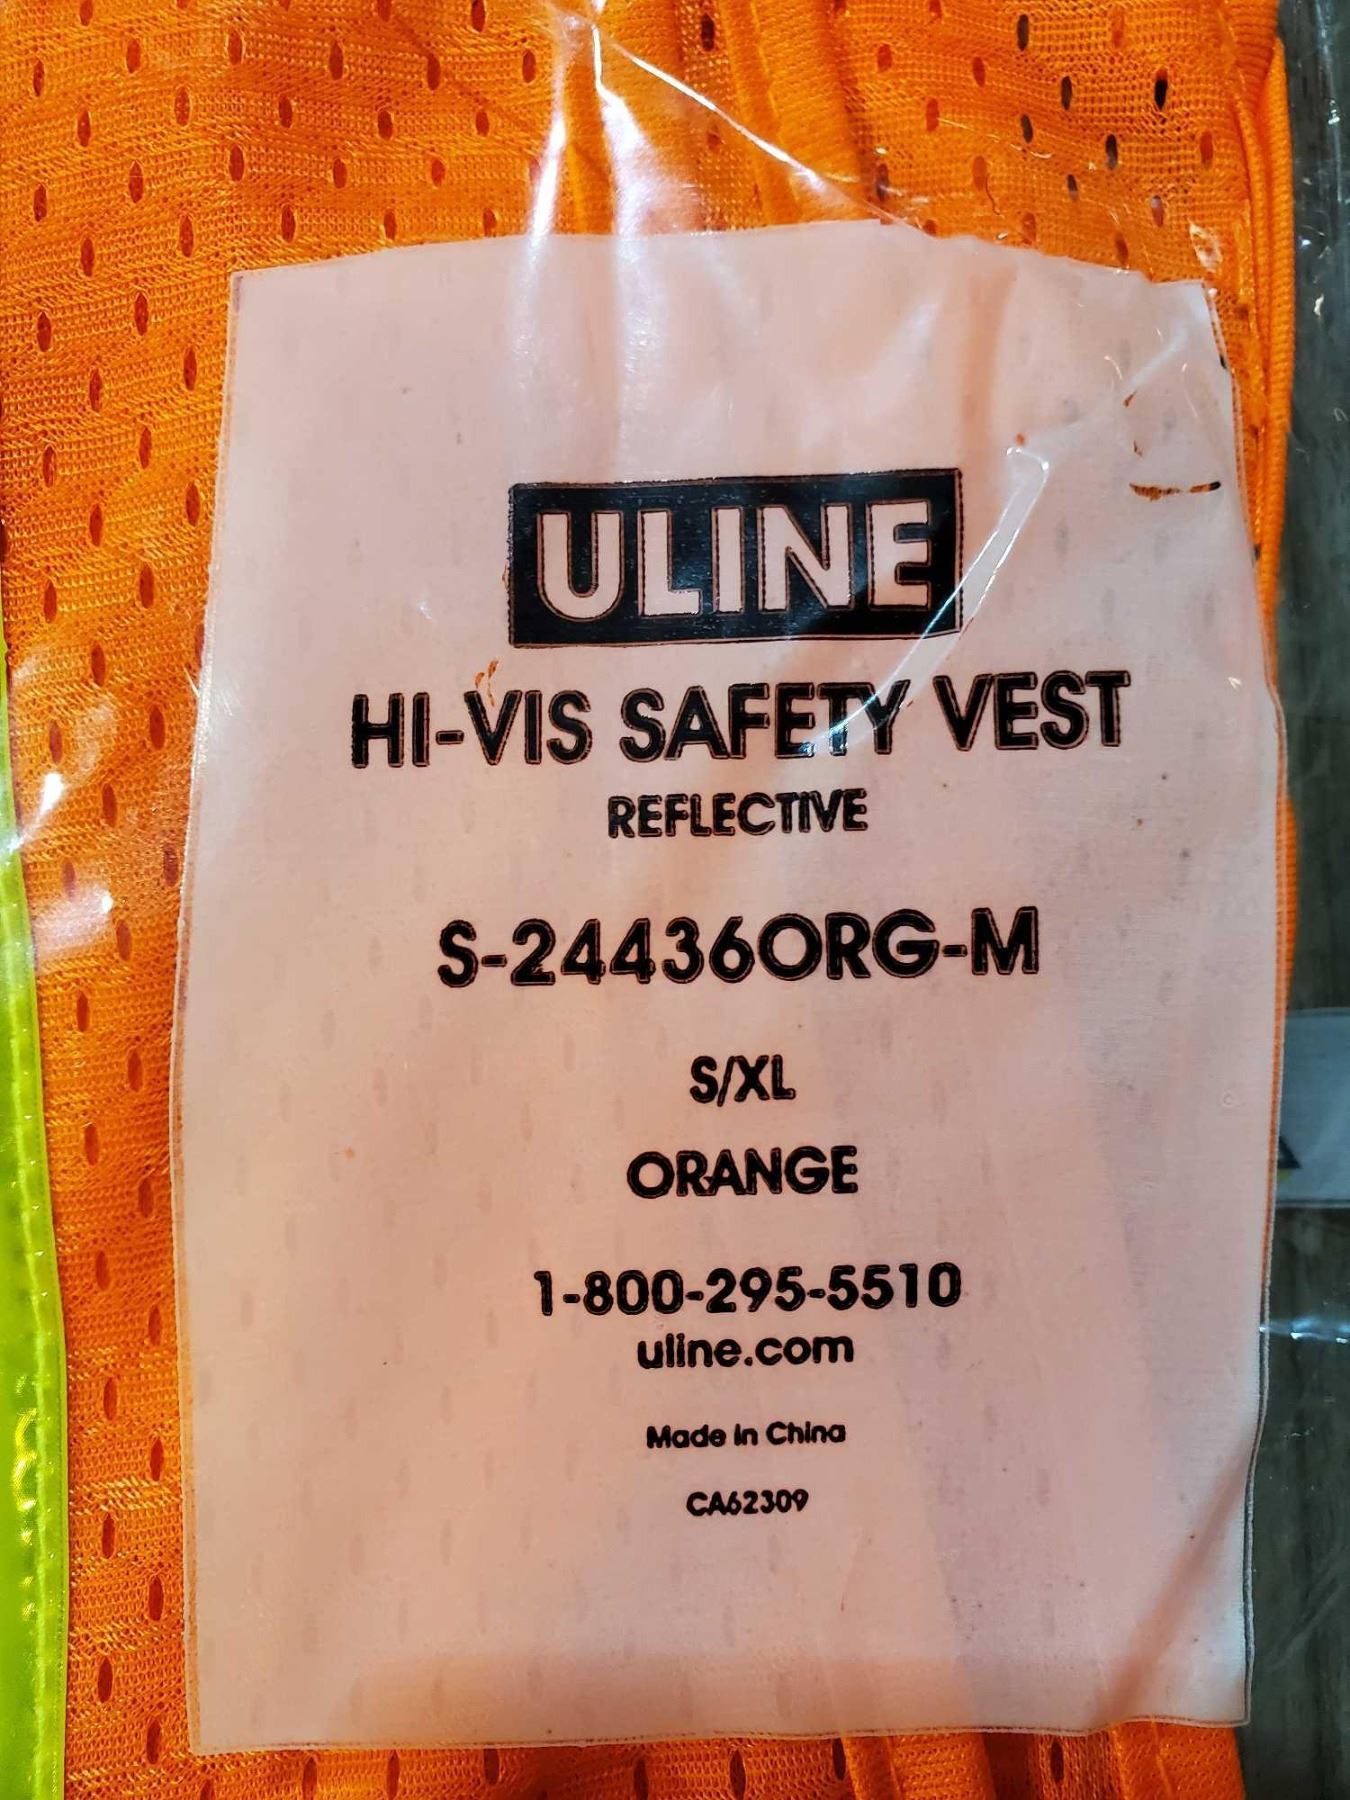 ULINE
HI-VIS SAFETY VEST
REFLECTIVE
S-24436ORG-M
S/XL
ORANGE
1-800-295-5510
uline.com
Made in China
CA62309